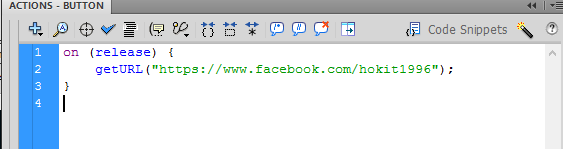 ACTIONS - BUTTON
Code Snippets
1 on (release) {
2 getURL("https://www.facebook.com/hokit1996");
3 }
4